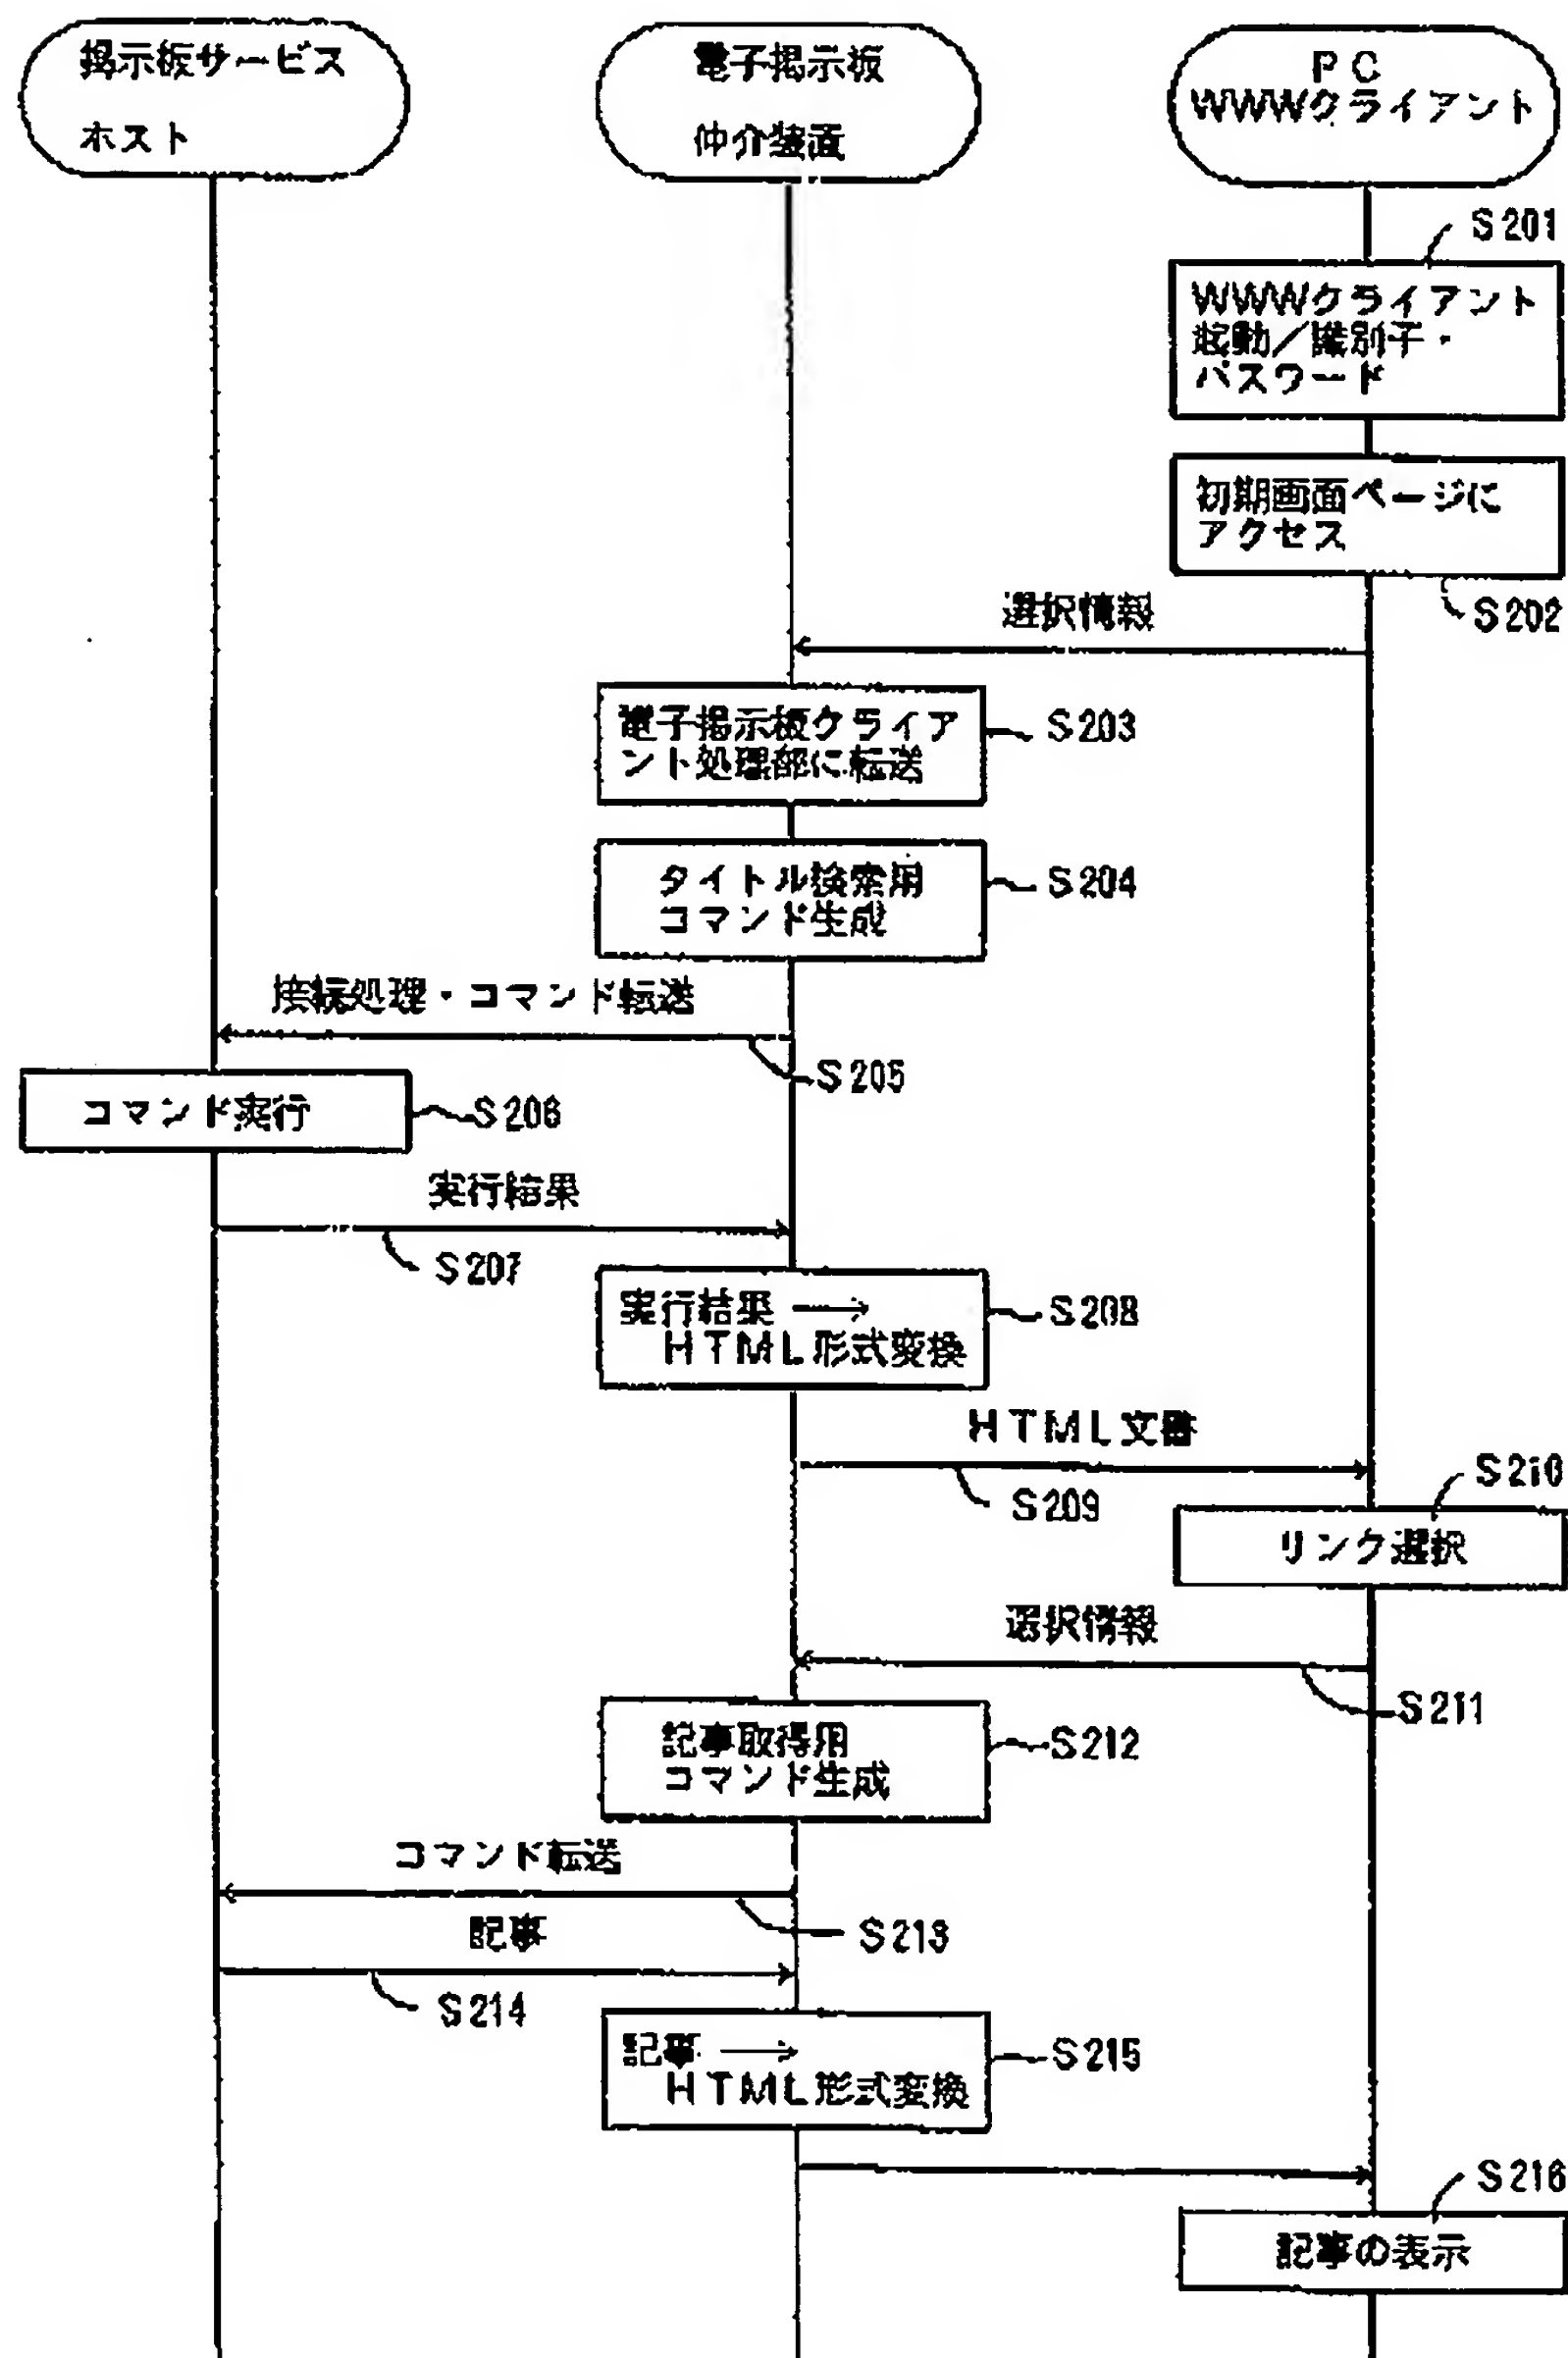 掲示板サービス
ホスト
電子掲示板
仲介装置
PC
WWWクライアント
S201
WWWクライアント
起動/識別子・
パスワード
初期画面ページに
アクセス
S202
選択情報
電子掲示板クライア
ント処理部に転送
S203
タイトル検索用
コマンド生成
S204
接続処理・コマンド転送
S205
コマンド実行
S206
実行結果
S207
実行結果 →
HTML形式変換
S208
HTML文書
S209
S210
リンク選択
選択情報
S211
記事取得用
コマンド生成
S212
コマンド転送
S213
記事
S214
記事 →
HTML形式変換
S215
S216
記事の表示